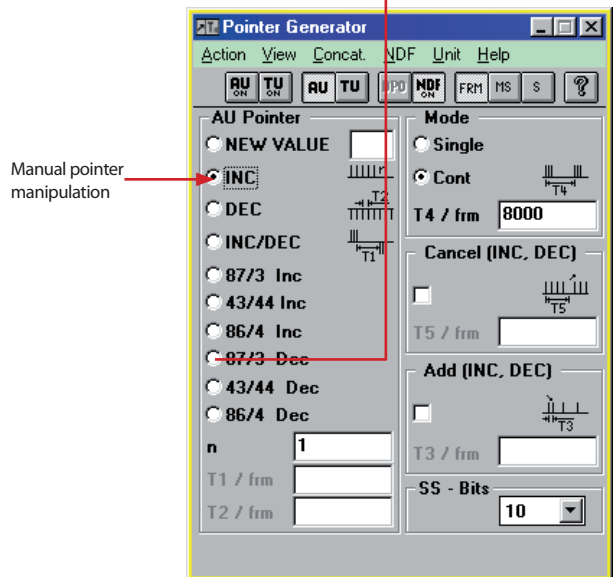 Pointer Generator
Action View Concat. NDF Unit Help
AU ON TU ON AU TU NDF ON FRM MS S ?
Manual pointer
manipulation
AU Pointer
NEW VALUE
INC
DEC T2
INC/DEC T1
87/3 Inc
43/44 Inc
86/4 Inc
87/3 Dec
43/44 Dec
86/4 Dec
n 1
T1 / frm
T2 / frm
Mode
Single
Cont T4
T4 / frm 8000
Cancel (INC, DEC)
T5
T5 / frm
Add (INC, DEC)
T3
T3 / frm
SS - Bits
10